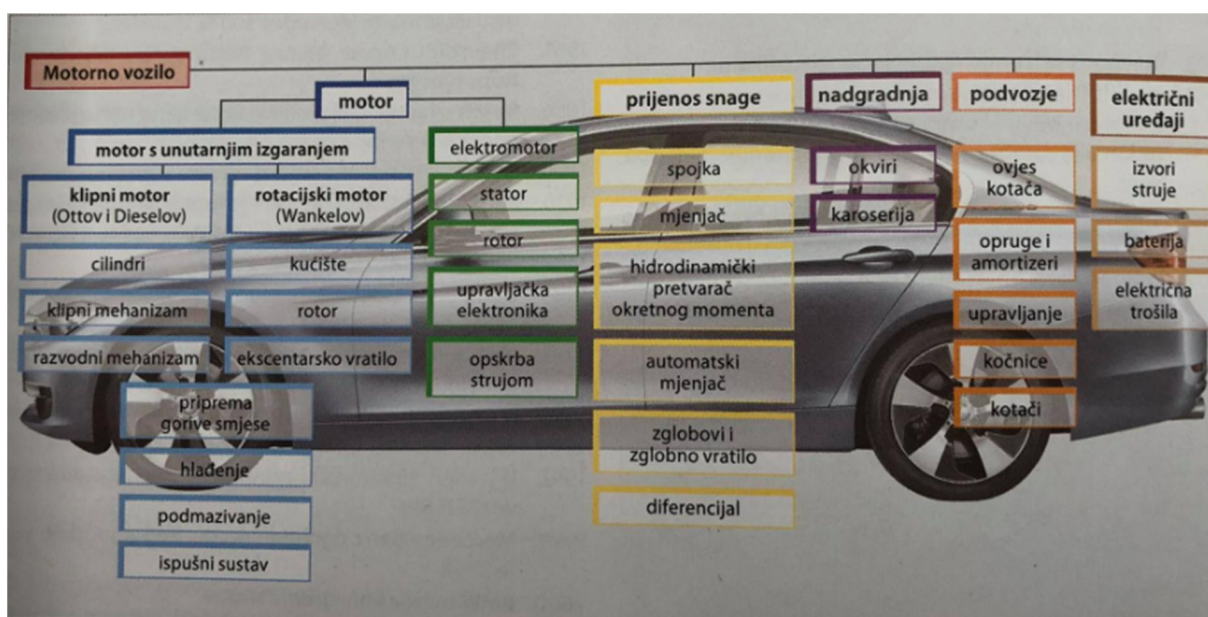 Motorno vozilo
motor
motor s unutarnjim izgaranjem
klipni motor
(Ottov i Dieselov)
cilindri
klipni mehanizam
razvodni mehanizam
rotacijski motor
(Wankelov)
kućište
rotor
ekscentarsko vratilo
priprema
gorive smjese
hlađenje
podmazivanje
ispušni sustav
elektromotor
stator
rotor
upravljačka
elektronika
opskrba
strujom
prijenos snage
spojka
mjenjač
hidrodinamički
pretvarač
okretnog momenta
automatski
mjenjač
zglobovi i
zglobno vratilo
diferencijal
nadgradnja
okviri
karoserija
podvozje
ovjes
kotača
opruge i
amortizeri
upravljanje
kočnice
kotači
električni
uređaji
izvori
struje
baterija
električna
trošila